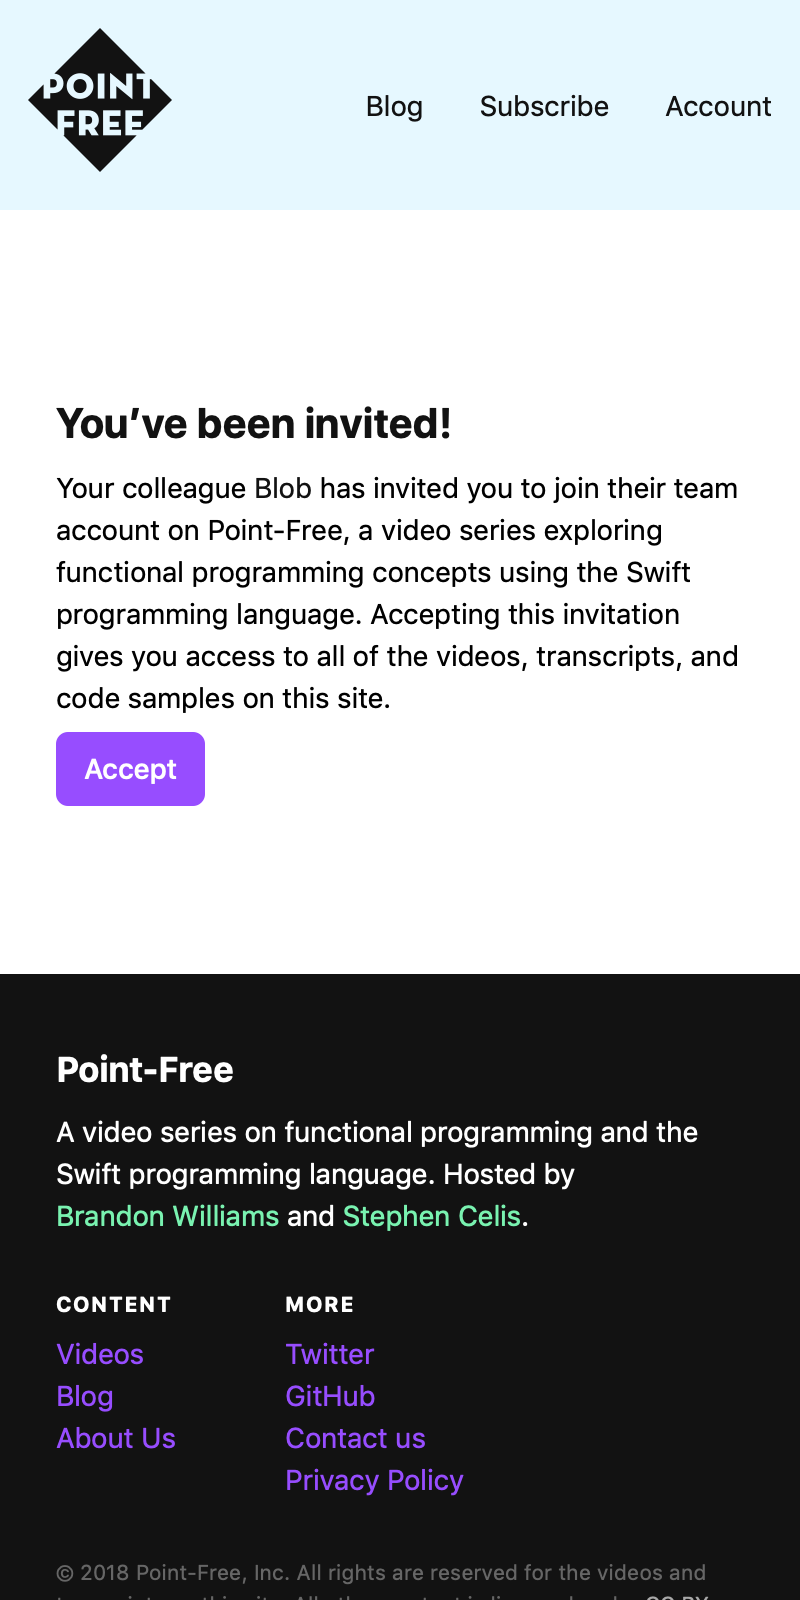 POINT
FREE
Blog Subscribe Account
You’ve been invited!
Your colleague Blob has invited you to join their team
account on Point-Free, a video series exploring
functional programming concepts using the Swift
programming language. Accepting this invitation
gives you access to all of the videos, transcripts, and
code samples on this site.
Accept
Point-Free
A video series on functional programming and the
Swift programming language. Hosted by
Brandon Williams and Stephen Celis.
CONTENT
Videos
Blog
About Us
MORE
Twitter
GitHub
Contact us
Privacy Policy
© 2018 Point-Free, Inc. All rights are reserved for the videos and